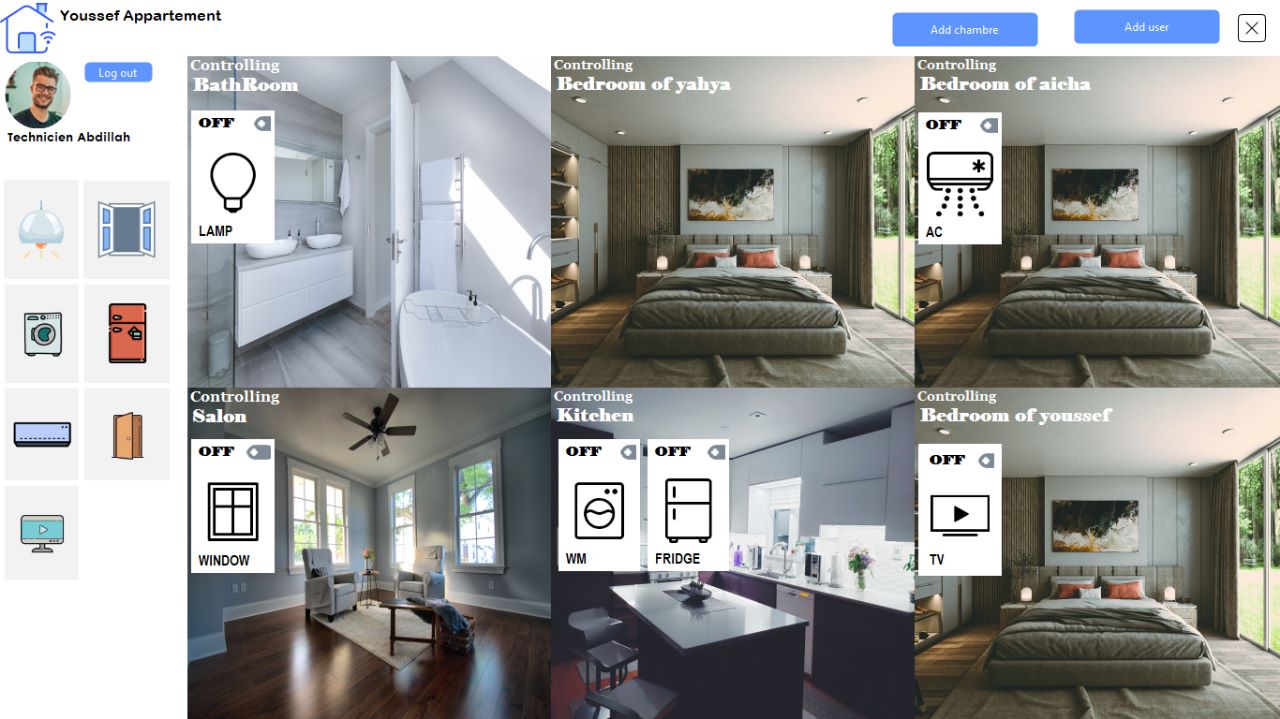 Youssef Appartement
Add chambre
Add user
Log out
Technicien Abdillah
Controlling
BathRoom
OFF
LAMP
Controlling
Bedroom of yahya
Controlling
Bedroom of aicha
OFF
AC
Controlling
Salon
OFF
WINDOW
Controlling
Kitchen
OFF
WM
OFF
FRIDGE
Controlling
Bedroom of youssef
OFF
TV